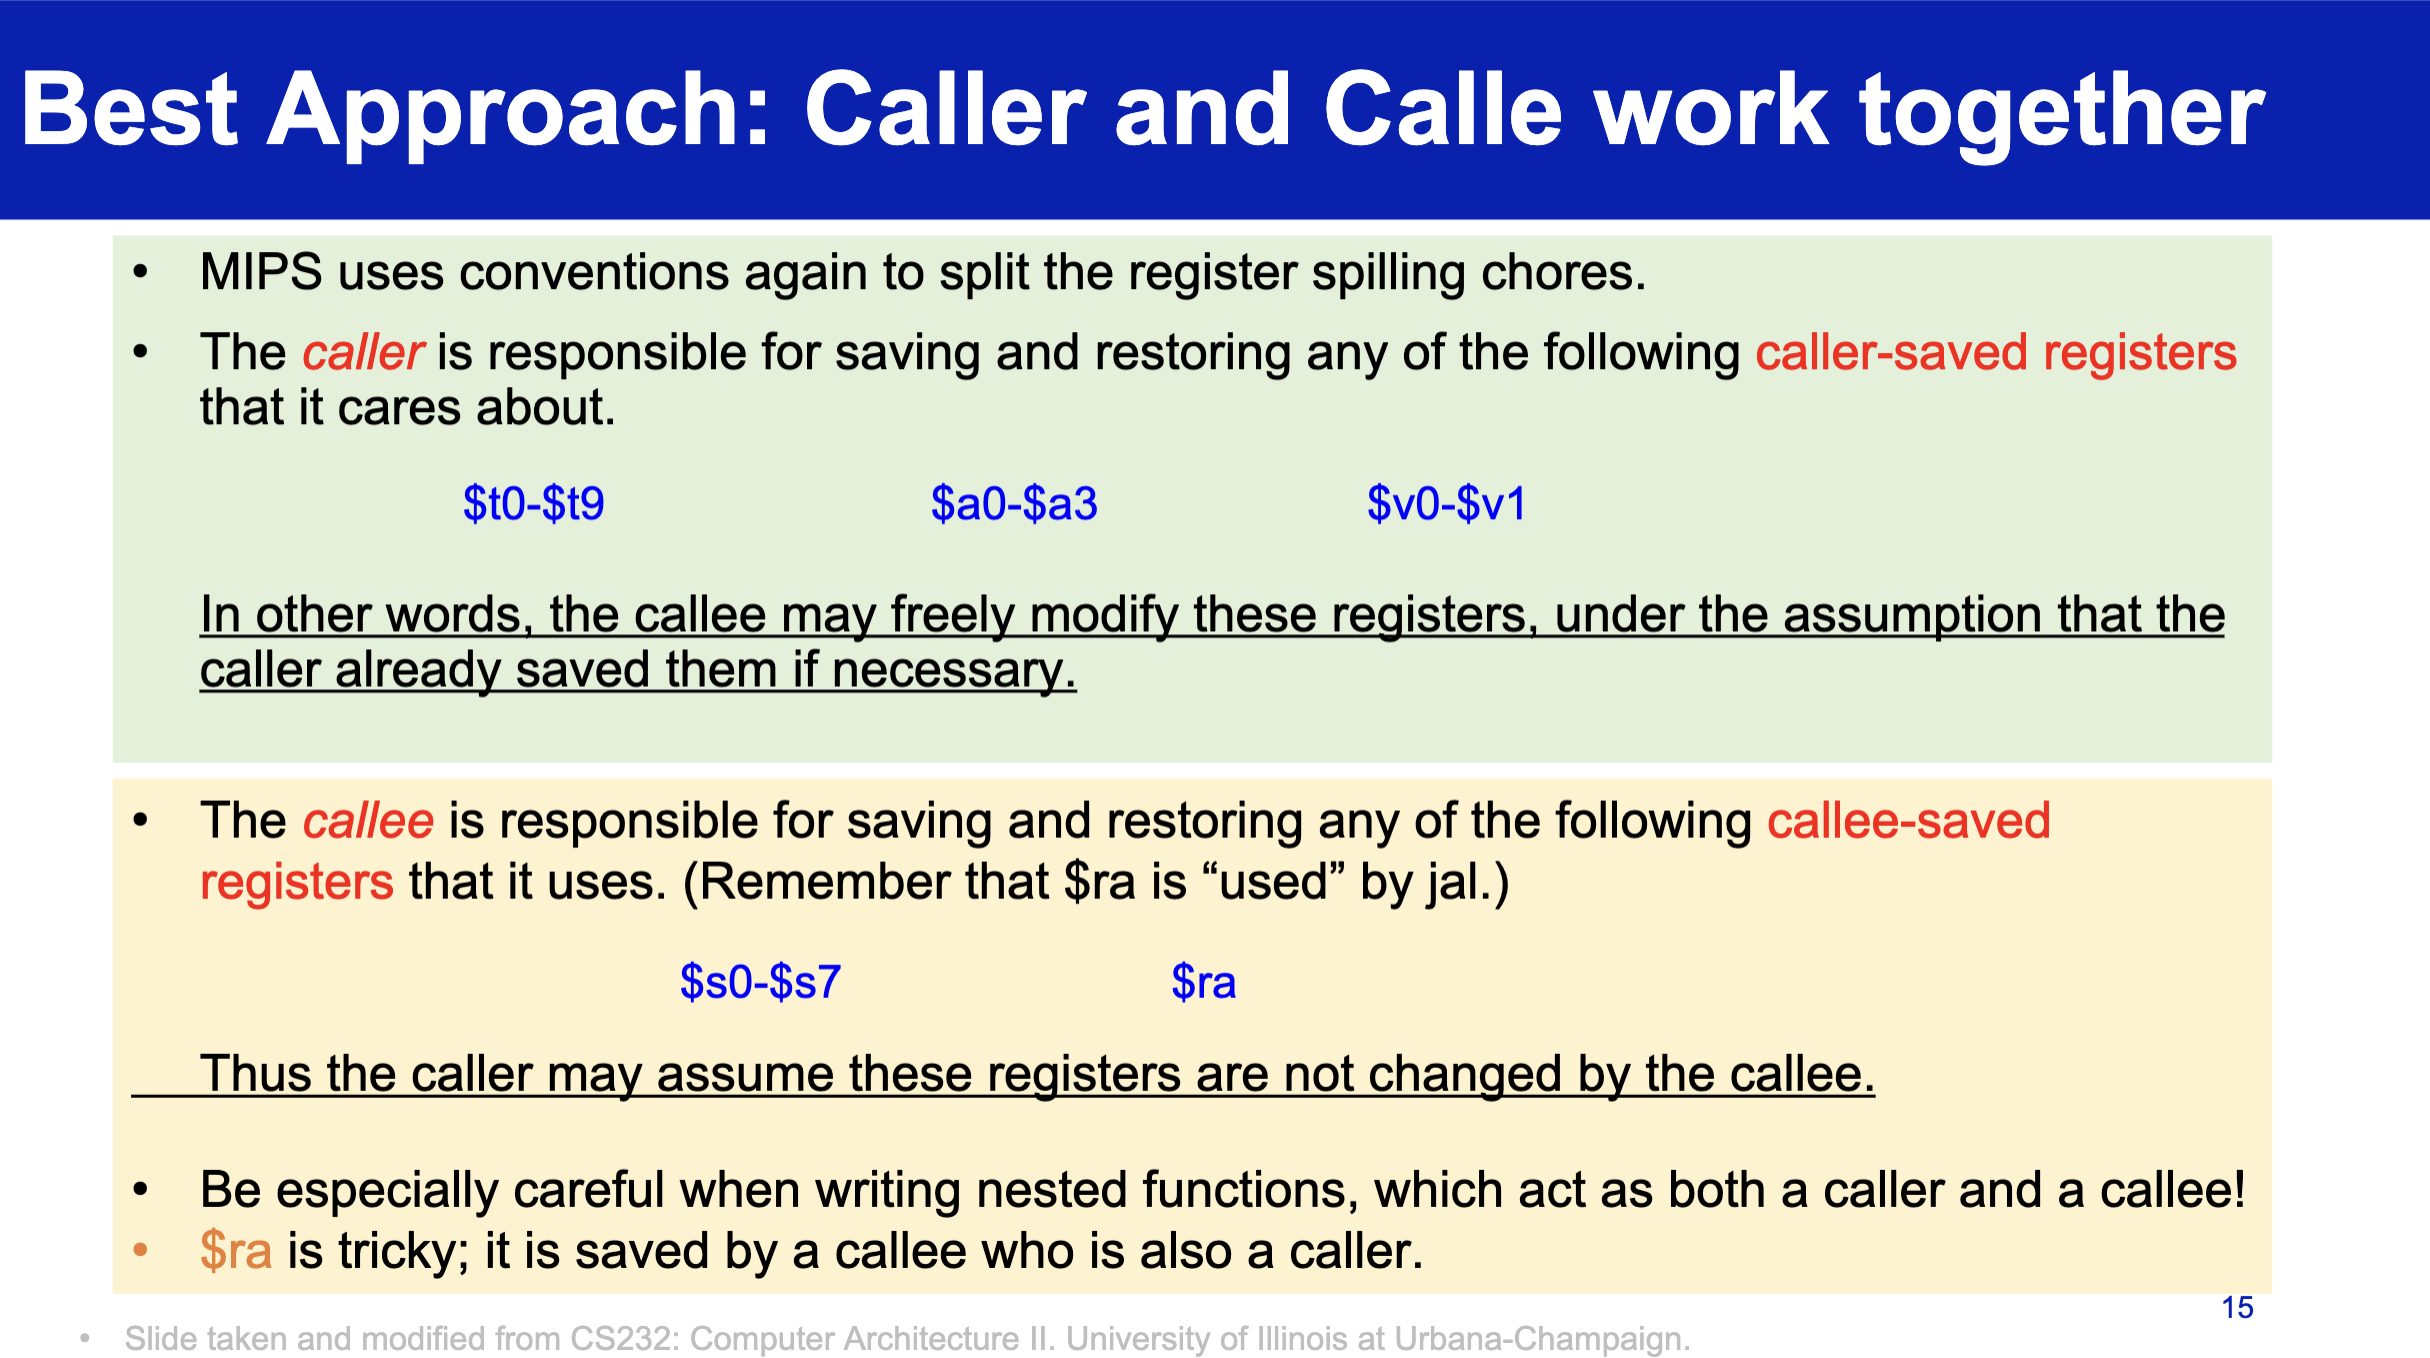 Best Approach: Caller and Calle work together
• MIPS uses conventions again to split the register spilling chores.
• The caller is responsible for saving and restoring any of the following caller-saved registers
that it cares about.
$t0-$t9 $a0-$a3 $v0-$v1
In other words, the callee may freely modify these registers, under the assumption that the
caller already saved them if necessary.
• The callee is responsible for saving and restoring any of the following callee-saved
registers that it uses. (Remember that $ra is “used” by jal.)
$s0-$s7 $ra
Thus the caller may assume these registers are not changed by the callee.
• Be especially careful when writing nested functions, which act as both a caller and a callee!
• $ra is tricky; it is saved by a callee who is also a caller.
15
• Slide taken and modified from CS232: Computer Architecture II. University of Illinois at Urbana-Champaign.